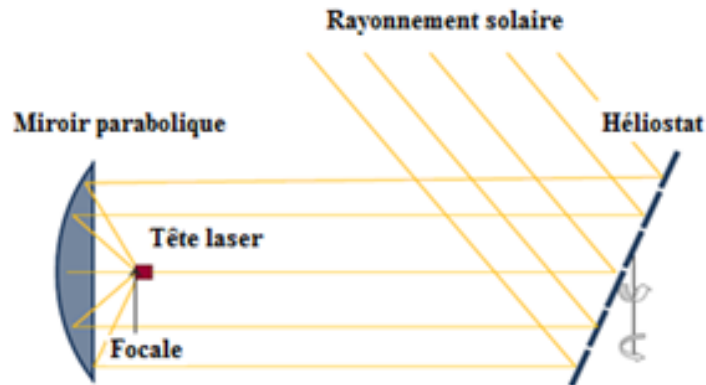 Rayonnement solaire
Miroir parabolique
Héliostat
Tête laser
Focale